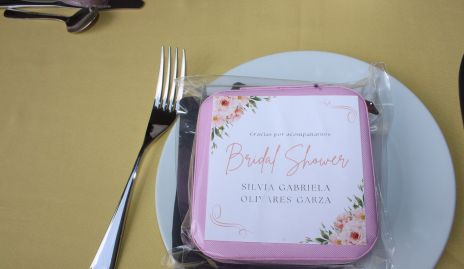 Gracias por acompañarnos
Bridal Shower
SILVIA GABRIELA
OLIVARES GARZA